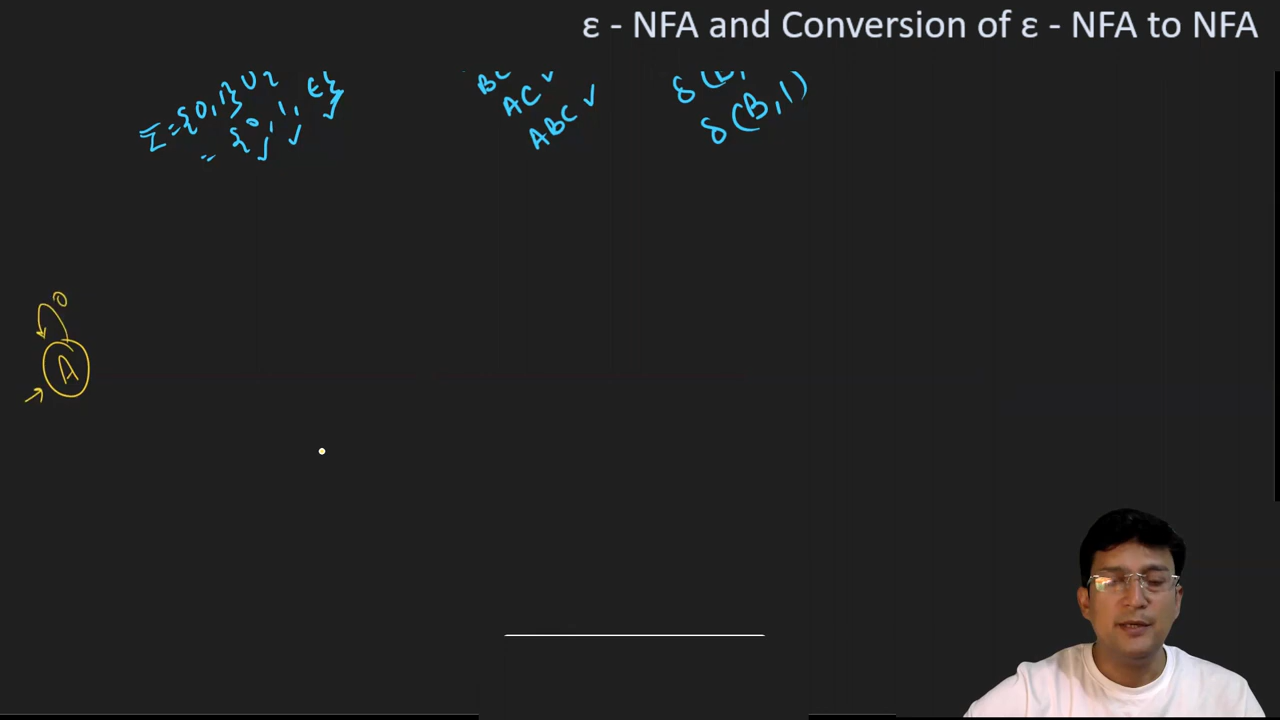 ε - NFA and Conversion of ε - NFA to NFA
Σ = {0, 1} ∪ {
= {0, 1, ε}
AC ✓
ABC ✓
δ(B, 1)
0
A